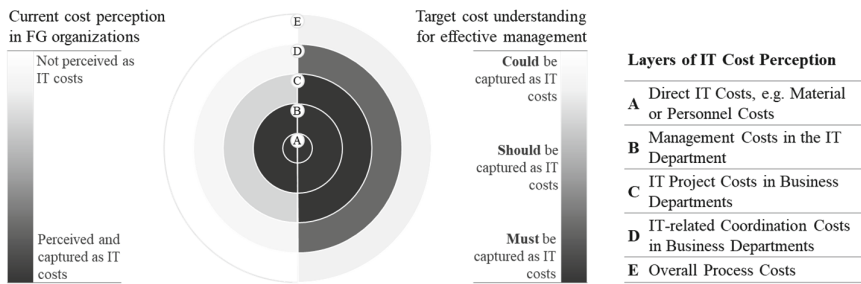 Current cost perception
in FG organizations
Not perceived as
IT costs
Perceived and
captured as IT
costs
E
D
C
B
A
Target cost understanding
for effective management
Could be
captured as IT
costs
Should be
captured as IT
costs
Must be
captured as IT
costs
Layers of IT Cost Perception
A Direct IT Costs, e.g. Material
or Personnel Costs
B Management Costs in the IT
Department
C IT Project Costs in Business
Departments
D IT-related Coordination Costs
in Business Departments
E Overall Process Costs